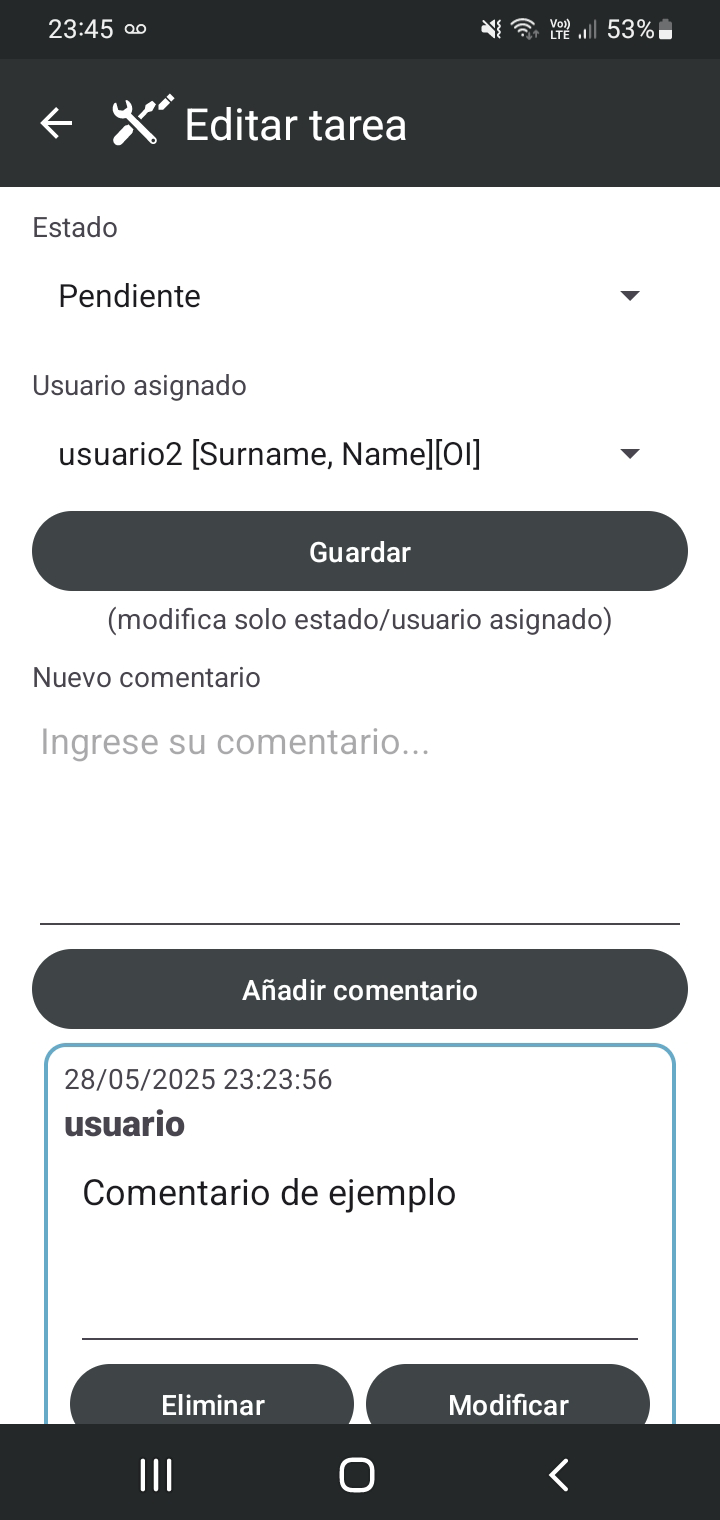 23:45
Vo)) LTE 53%
Editar tarea
Estado
Pendiente
Usuario asignado
usuario2 [Surname, Name][OI]
Guardar
(modifica solo estado/usuario asignado)
Nuevo comentario
Ingrese su comentario...
Añadir comentario
28/05/2025 23:23:56
usuario
Comentario de ejemplo
Eliminar Modificar